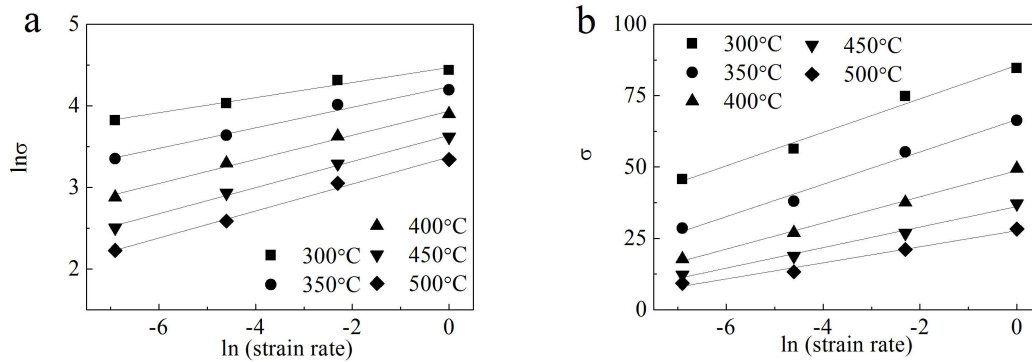 a
5
4
3
2
lnσ
400°C
300°C 450°C
350°C 500°C
-6 -4 -2 0
ln (strain rate)
b
100
75
50
25
0
σ
300°C 450°C
350°C 500°C
400°C
-6 -4 -2 0
ln (strain rate)